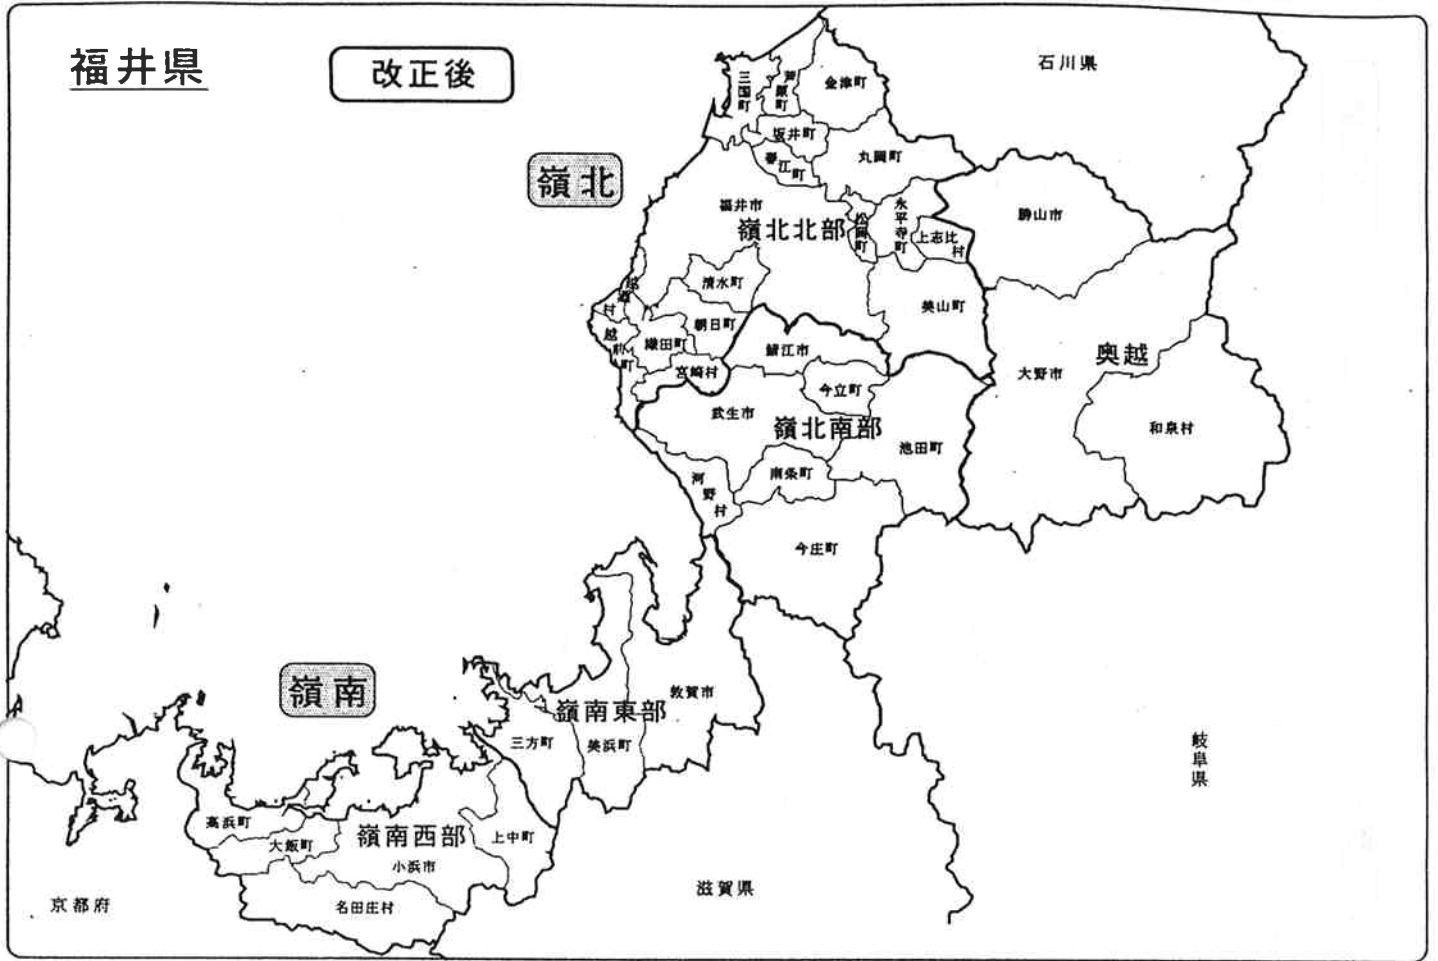 福井県
改正後
石川県
三国町
芦原町
金津町
坂井町
春江町
丸岡町
嶺北
福井市
嶺北北部
松岡町
永平寺町
上志比村
勝山市
清水町
越廼村
美山町
朝日町
織田町
越前町
宮崎村
鯖江市
今立町
奥越
大野市
和泉村
武生市
嶺北南部
池田町
南条町
河野村
今庄町
嶺南
敦賀市
嶺南東部
三方町
美浜町
岐阜県
高浜町
大飯町
嶺南西部
上中町
小浜市
名田庄村
滋賀県
京都府